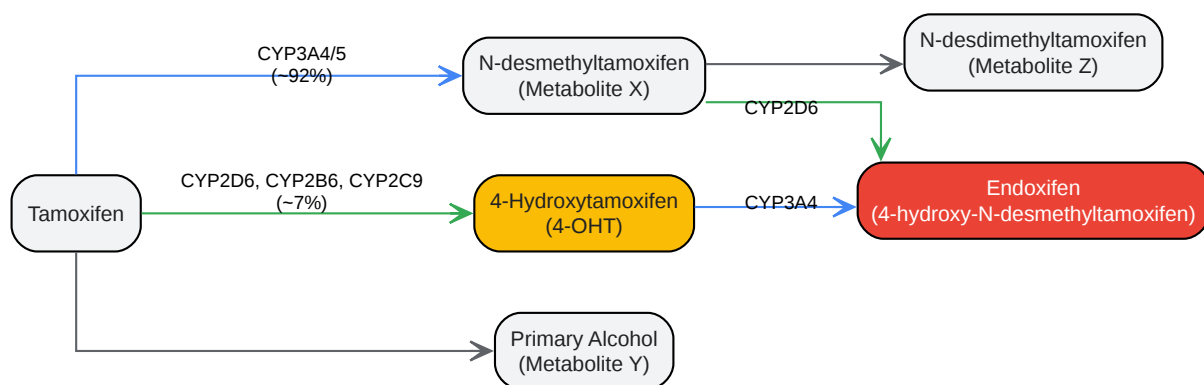 CYP3A4/5
(~92%)
N-desmethyltamoxifen
(Metabolite X)
N-desdimethyltamoxifen
(Metabolite Z)
CYP2D6
Tamoxifen
CYP2D6, CYP2B6, CYP2C9
(~7%)
4-Hydroxytamoxifen
(4-OHT)
CYP3A4
Endoxifen
(4-hydroxy-N-desmethyltamoxifen)
Primary Alcohol
(Metabolite Y)